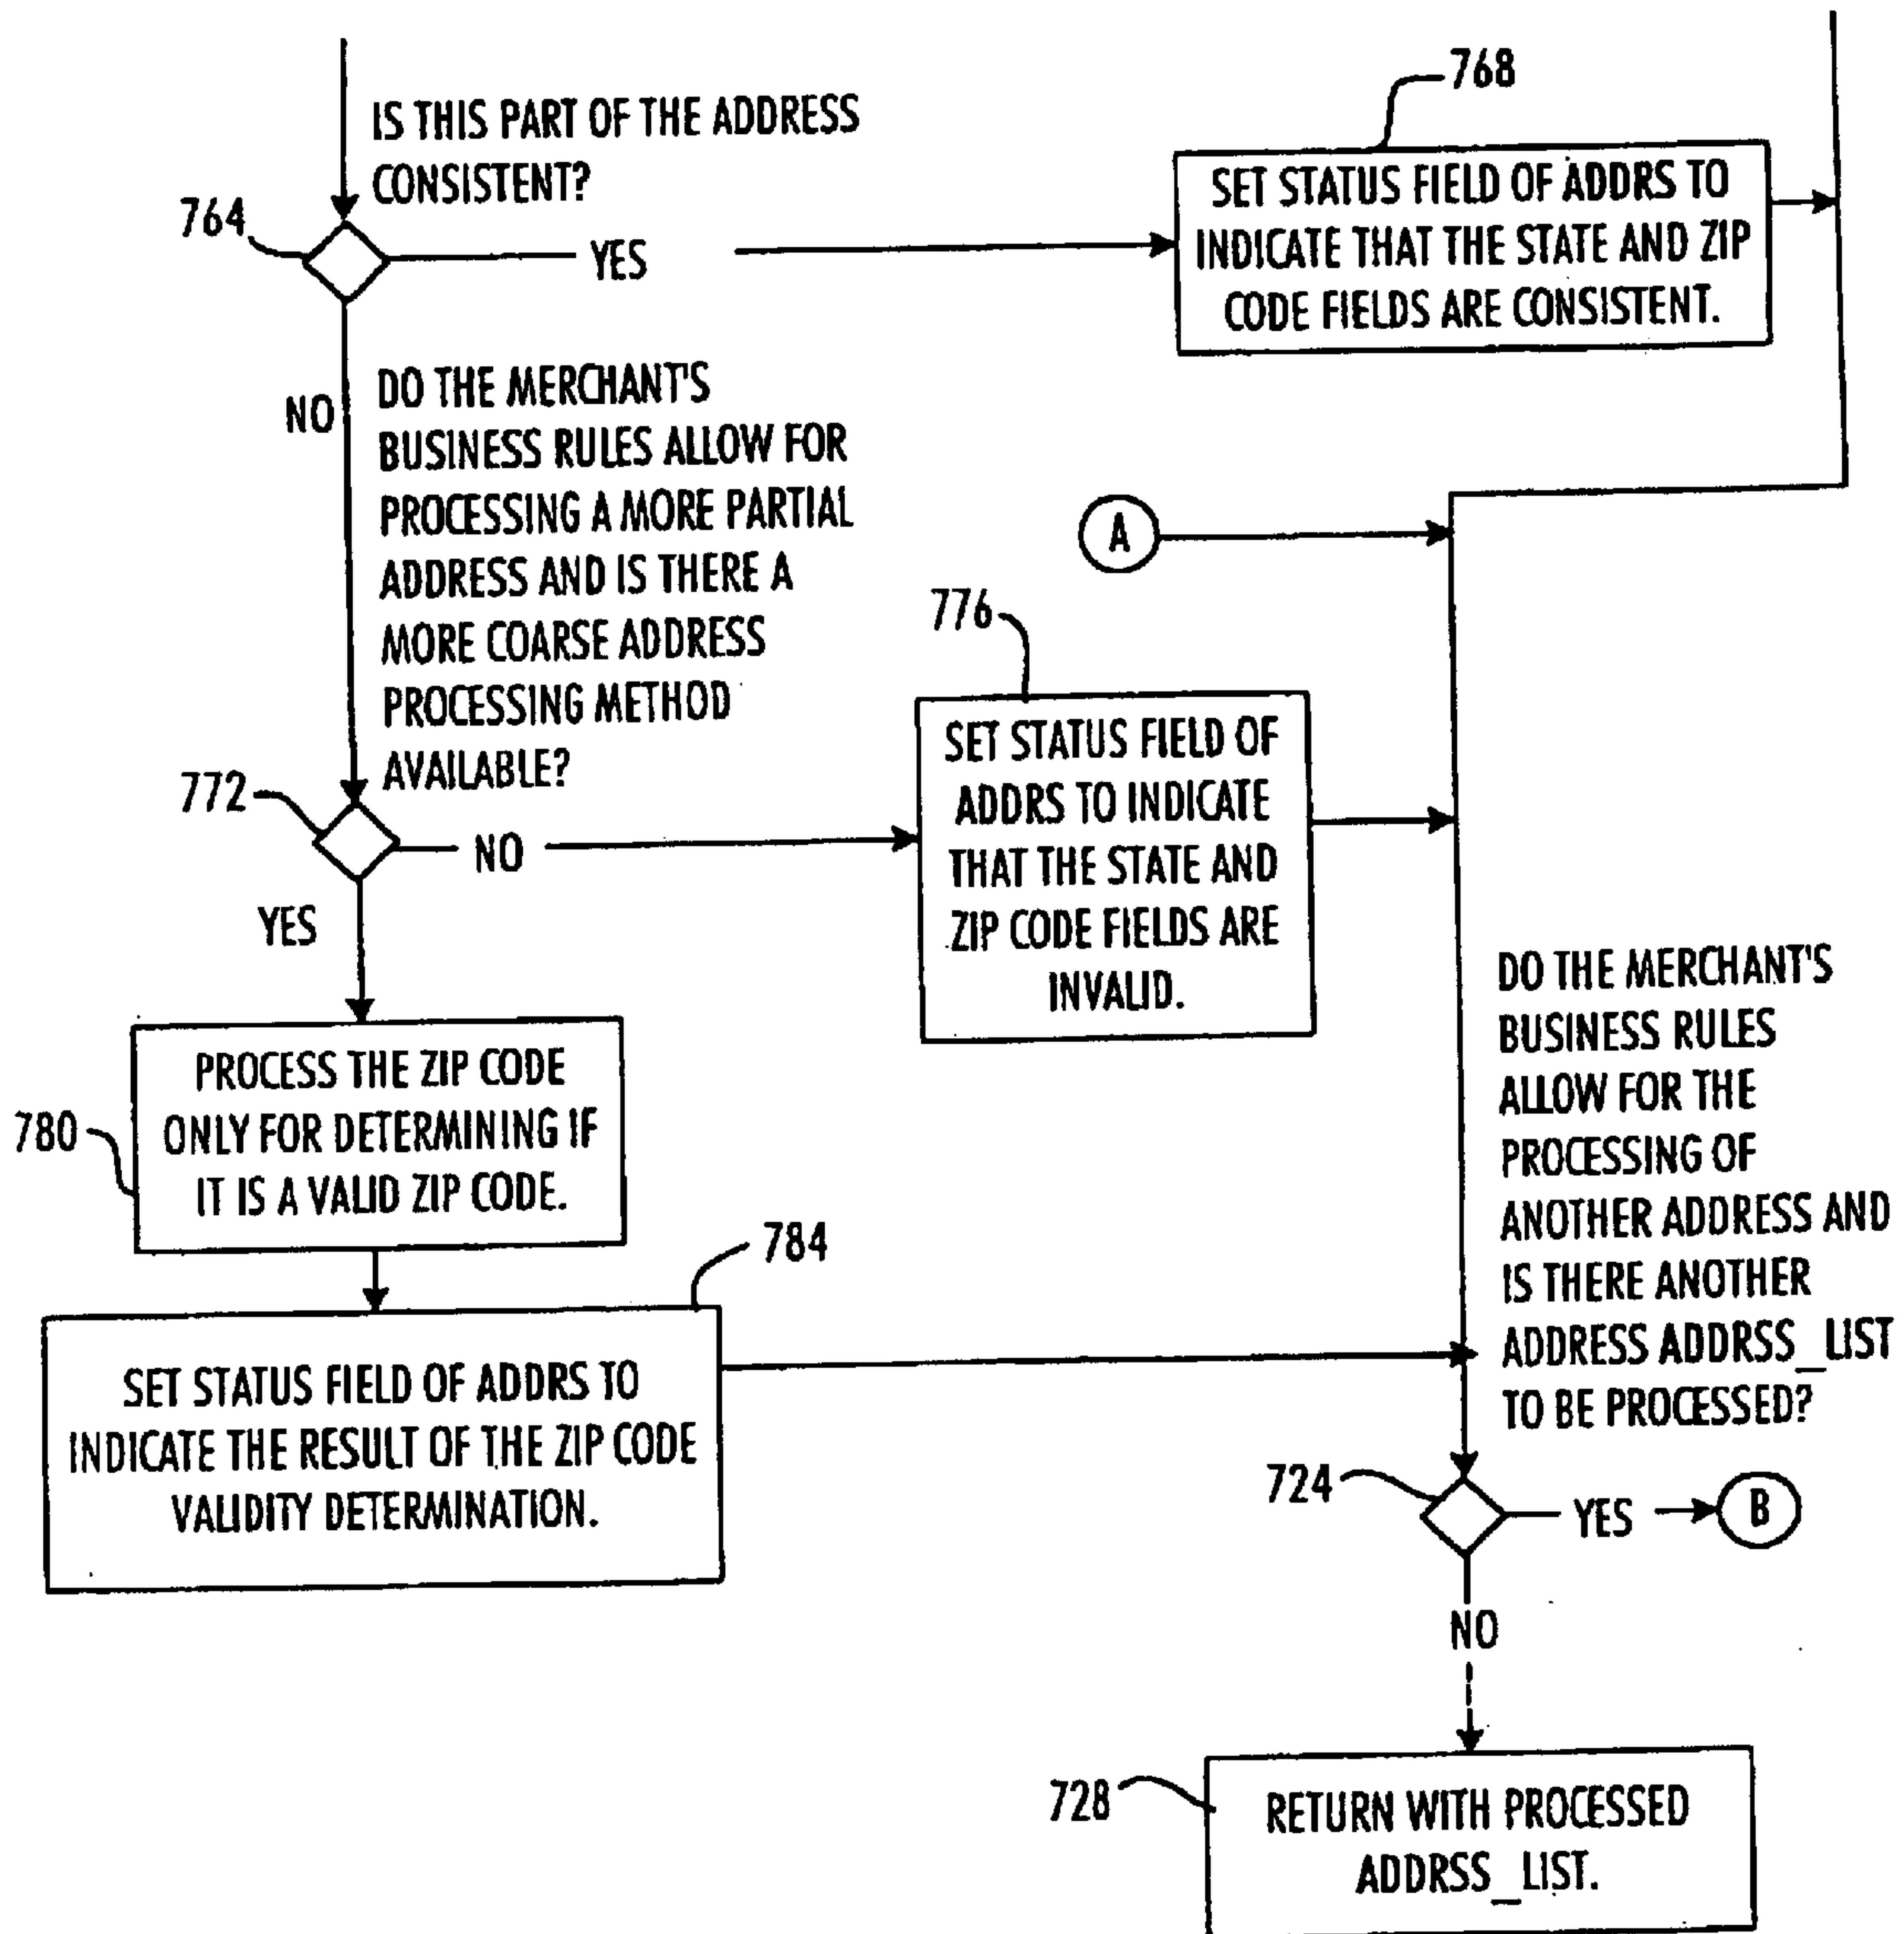 IS THIS PART OF THE ADDRESS
CONSISTENT?
764
YES
768
SET STATUS FIELD OF ADDRS TO
INDICATE THAT THE STATE AND ZIP
CODE FIELDS ARE CONSISTENT.
NO
DO THE MERCHANT'S
BUSINESS RULES ALLOW FOR
PROCESSING A MORE PARTIAL
ADDRESS AND IS THERE A
MORE COARSE ADDRESS
PROCESSING METHOD
AVAILABLE?
A
772
NO
776
SET STATUS FIELD OF
ADDRS TO INDICATE
THAT THE STATE AND
ZIP CODE FIELDS ARE
INVALID.
YES
780
PROCESS THE ZIP CODE
ONLY FOR DETERMINING IF
IT IS A VALID ZIP CODE.
784
SET STATUS FIELD OF ADDRS TO
INDICATE THE RESULT OF THE ZIP CODE
VALIDITY DETERMINATION.
DO THE MERCHANT'S
BUSINESS RULES
ALLOW FOR THE
PROCESSING OF
ANOTHER ADDRESS AND
IS THERE ANOTHER
ADDRESS ADDRSS_LIST
TO BE PROCESSED?
724
YES
B
NO
728
RETURN WITH PROCESSED
ADDRSS_LIST.